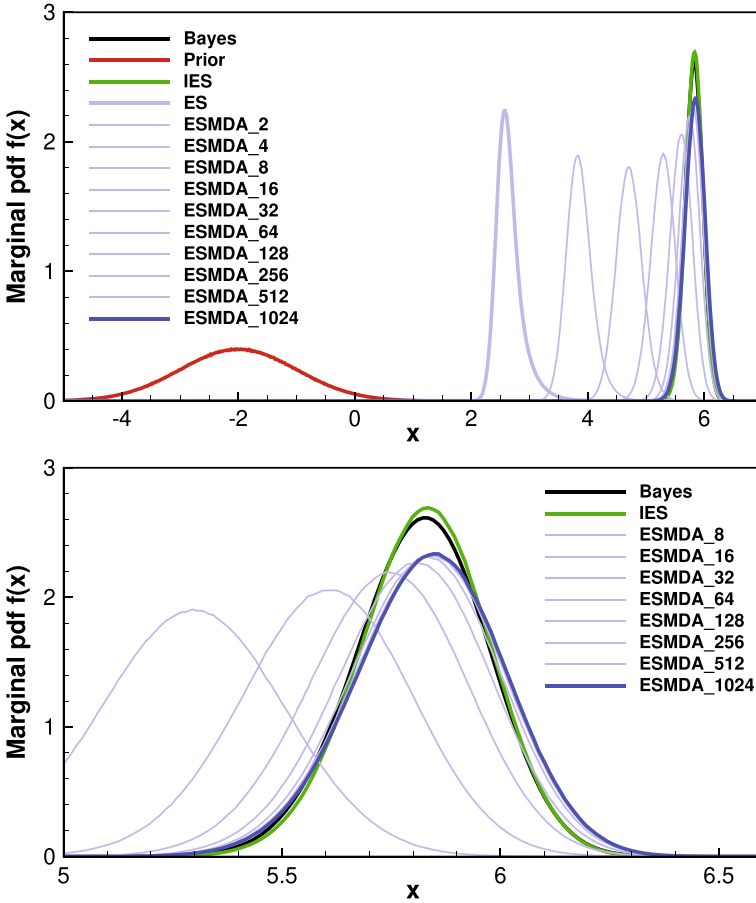 3
Bayes
Prior
IES
ES
ESMDA_2
ESMDA_4
ESMDA_8
ESMDA_16
ESMDA_32
ESMDA_64
ESMDA_128
ESMDA_256
ESMDA_512
ESMDA_1024
2
1
0
Marginal pdf f(x)
-4 -2 0 2 4 6
x
3
Bayes
IES
ESMDA_8
ESMDA_16
ESMDA_32
ESMDA_64
ESMDA_128
ESMDA_256
ESMDA_512
ESMDA_1024
2
1
0
Marginal pdf f(x)
5 5.5 6 6.5
x